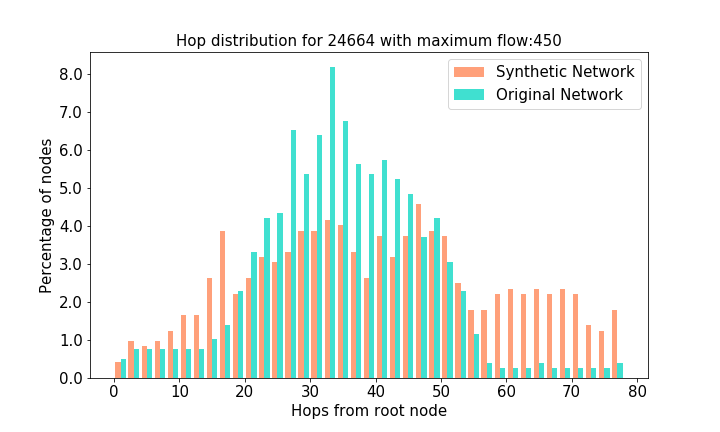 Hop distribution for 24664 with maximum flow:450
Synthetic Network
Original Network
8.0
7.0
6.0
5.0
4.0
3.0
2.0
1.0
0.0
Percentage of nodes
0 10 20 30 40 50 60 70 80
Hops from root node